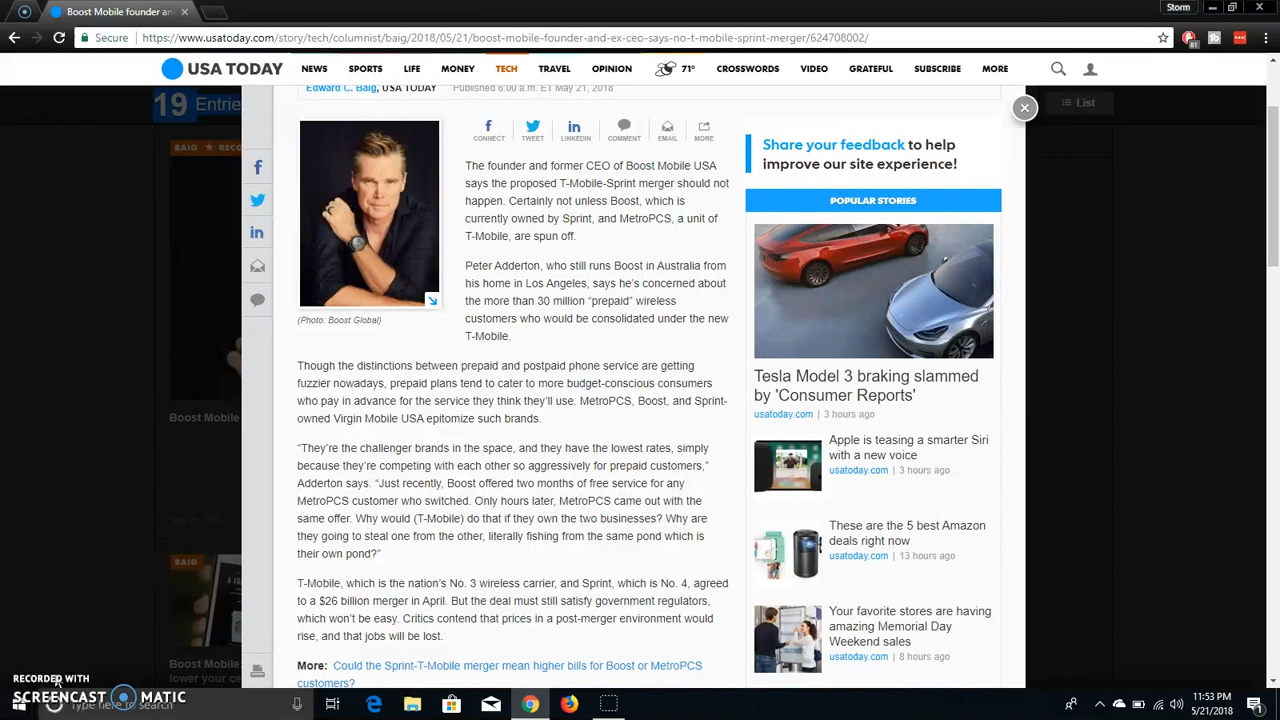 Boost Mobile founder an
Storm
Secure
https://www.usatoday.com/story/tech/columnist/baig/2018/05/21/boost-mobile-founder-and-ex-ceo-says-no-t-mobile-sprint-merger/624708002/
81
USA TODAY
NEWS SPORTS LIFE MONEY TECH TRAVEL OPINION 71° CROSSWORDS VIDEO GRATEFUL SUBSCRIBE MORE
19 Entries
List
Edward C. Baig, USA TODAY Published 6:00 a.m. ET May 21, 2018
BAIG ★ RECO
CONNECT TWEET LINKEDIN COMMENT EMAIL MORE
The founder and former CEO of Boost Mobile USA
says the proposed T-Mobile-Sprint merger should not
happen. Certainly not unless Boost, which is
currently owned by Sprint, and MetroPCS, a unit of
T-Mobile, are spun off.
Peter Adderton, who still runs Boost in Australia from
his home in Los Angeles, says he's concerned about
the more than 30 million “prepaid” wireless
customers who would be consolidated under the new
T-Mobile.
(Photo: Boost Global)
Though the distinctions between prepaid and postpaid phone service are getting
fuzzier nowadays, prepaid plans tend to cater to more budget-conscious consumers
who pay in advance for the service they think they'll use. MetroPCS, Boost, and Sprint-
owned Virgin Mobile USA epitomize such brands.
“They're the challenger brands in the space, and they have the lowest rates, simply
because they're competing with each other so aggressively for prepaid customers,”
Adderton says. “Just recently, Boost offered two months of free service for any
MetroPCS customer who switched. Only hours later, MetroPCS came out with the
same offer. Why would (T-Mobile) do that if they own the two businesses? Why are
they going to steal one from the other, literally fishing from the same pond which is
their own pond?”
T-Mobile, which is the nation's No. 3 wireless carrier, and Sprint, which is No. 4, agreed
to a $26 billion merger in April. But the deal must still satisfy government regulators,
which won't be easy. Critics contend that prices in a post-merger environment would
rise, and that jobs will be lost.
More: Could the Sprint-T-Mobile merger mean higher bills for Boost or MetroPCS
customers?
Share your feedback to help
improve our site experience!
POPULAR STORIES
Tesla Model 3 braking slammed
by 'Consumer Reports'
usatoday.com | 3 hours ago
Apple is teasing a smarter Siri
with a new voice
usatoday.com | 3 hours ago
These are the 5 best Amazon
deals right now
usatoday.com | 13 hours ago
Your favorite stores are having
amazing Memorial Day
Weekend sales
usatoday.com | 8 hours ago
Boost Mobile
May 21, 2018
BAIG
Boost Mobile
lower your ce
RECORDED WITH
SCREENCAST MATIC
Type here to search
11:53 PM
5/21/2018
1